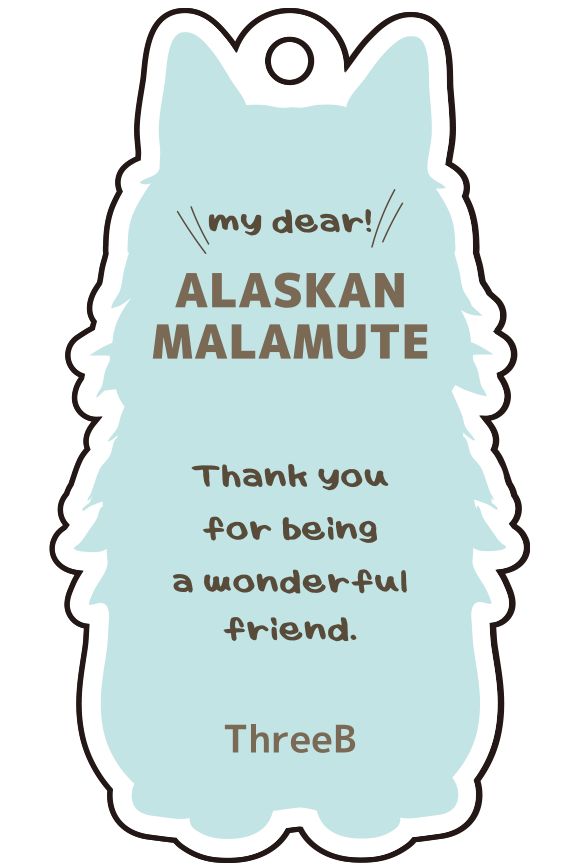 my dear!
ALASKAN
MALAMUTE
Thank you
for being
a wonderful
friend.
ThreeB